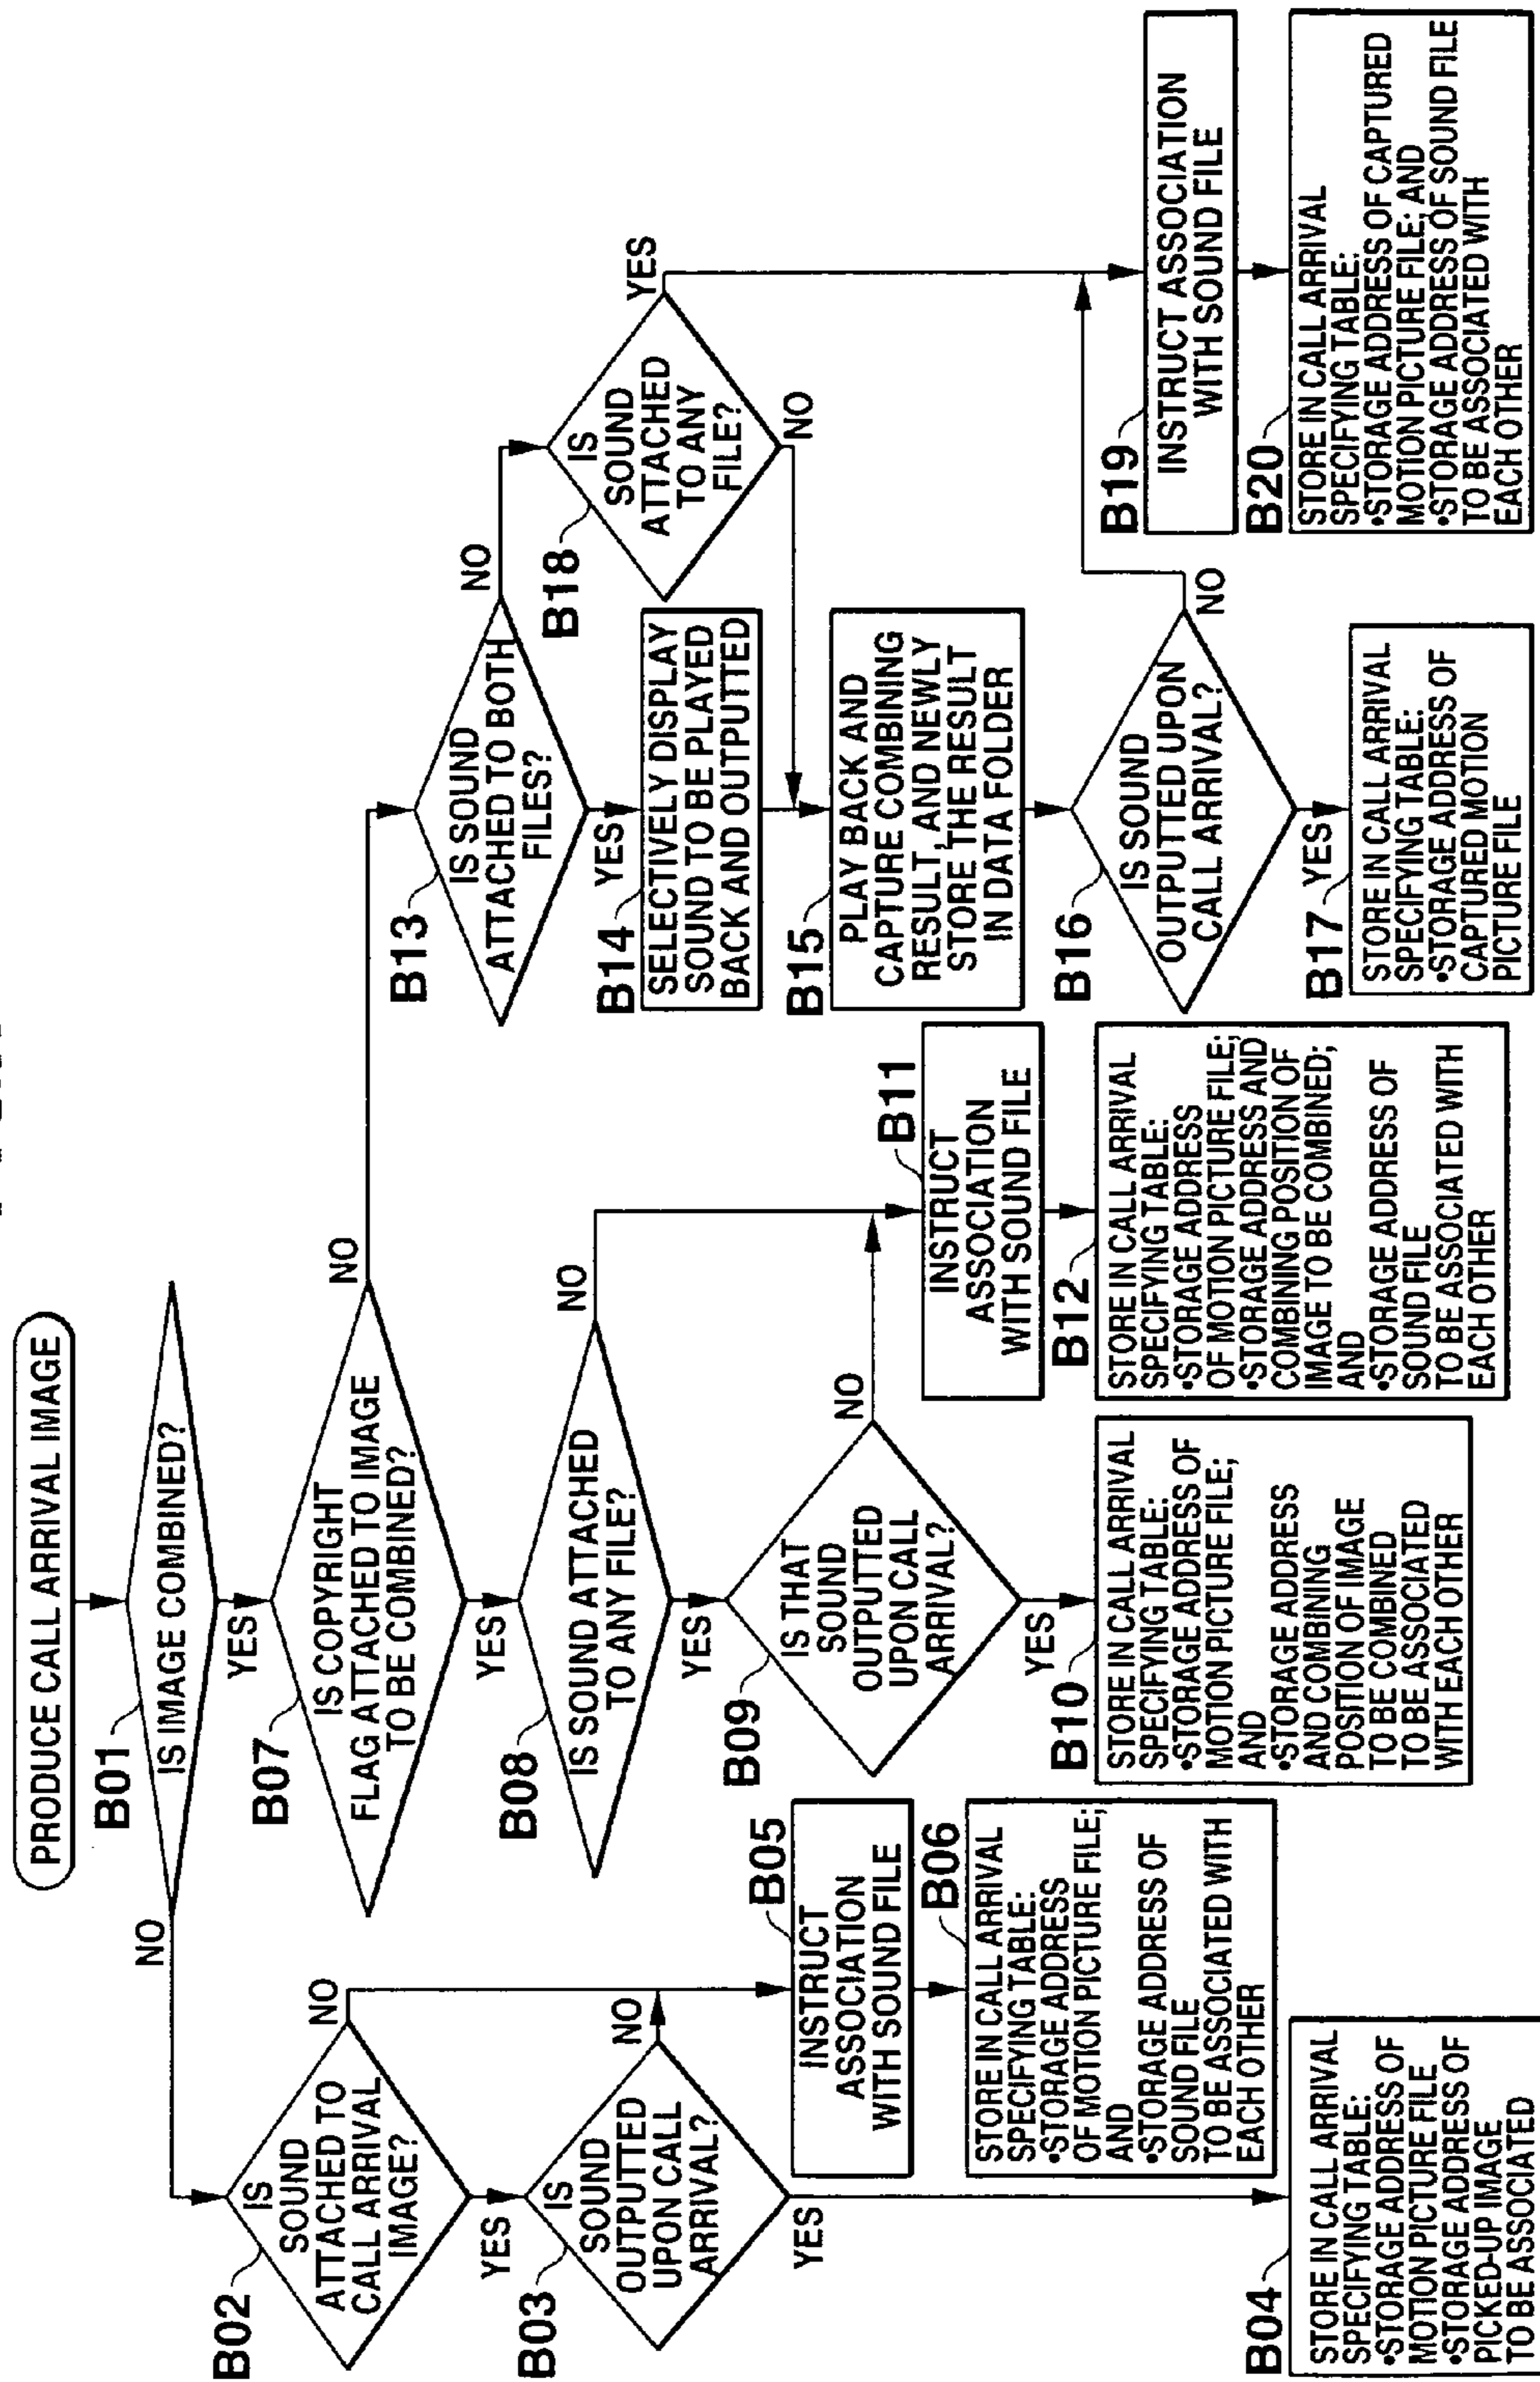 PRODUCE CALL ARRIVAL IMAGE
B01
IS IMAGE COMBINED?
NO
YES
B02
IS
SOUND
ATTACHED TO
CALL ARRIVAL
IMAGE?
NO
YES
B03
IS
SOUND
OUTPUTTED
UPON CALL
ARRIVAL?
NO
YES
B04
STORE IN CALL ARRIVAL
SPECIFYING TABLE:
•STORAGE ADDRESS OF
MOTION PICTURE FILE
•STORAGE ADDRESS OF
PICKED-UP IMAGE
TO BE ASSOCIATED
B05
INSTRUCT
ASSOCIATION
WITH SOUND FILE
B06
STORE IN CALL ARRIVAL
SPECIFYING TABLE:
•STORAGE ADDRESS
OF MOTION PICTURE FILE;
AND
•STORAGE ADDRESS OF
SOUND FILE
TO BE ASSOCIATED WITH
EACH OTHER
B07
IS COPYRIGHT
FLAG ATTACHED TO IMAGE
TO BE COMBINED?
NO
YES
B08
IS SOUND ATTACHED
TO ANY FILE?
NO
YES
B09
IS THAT
SOUND
OUTPUTTED
UPON CALL
ARRIVAL?
NO
YES
B10
STORE IN CALL ARRIVAL
SPECIFYING TABLE:
•STORAGE ADDRESS OF
MOTION PICTURE FILE;
AND
•STORAGE ADDRESS
AND COMBINING
POSITION OF IMAGE
TO BE COMBINED
TO BE ASSOCIATED
WITH EACH OTHER
B11
INSTRUCT
ASSOCIATION
WITH SOUND FILE
B12
STORE IN CALL ARRIVAL
SPECIFYING TABLE:
•STORAGE ADDRESS
OF MOTION PICTURE FILE;
•STORAGE ADDRESS AND
COMBINING POSITION OF
IMAGE TO BE COMBINED;
AND
•STORAGE ADDRESS OF
SOUND FILE
TO BE ASSOCIATED WITH
EACH OTHER
B13
IS SOUND
ATTACHED TO BOTH
FILES?
NO
YES
B14
SELECTIVELY DISPLAY
SOUND TO BE PLAYED
BACK AND OUTPUTTED
B15
PLAY BACK AND
CAPTURE COMBINING
RESULT, AND NEWLY
STORE THE RESULT
IN DATA FOLDER
B16
IS SOUND
OUTPUTTED UPON
CALL ARRIVAL?
NO
YES
B17
STORE IN CALL ARRIVAL
SPECIFYING TABLE:
•STORAGE ADDRESS OF
CAPTURED MOTION
PICTURE FILE
B18
IS
SOUND
ATTACHED
TO ANY
FILE?
YES
NO
B19
INSTRUCT ASSOCIATION
WITH SOUND FILE
B20
STORE IN CALL ARRIVAL
SPECIFYING TABLE:
•STORAGE ADDRESS OF CAPTURED
MOTION PICTURE FILE; AND
•STORAGE ADDRESS OF SOUND FILE
TO BE ASSOCIATED WITH
EACH OTHER